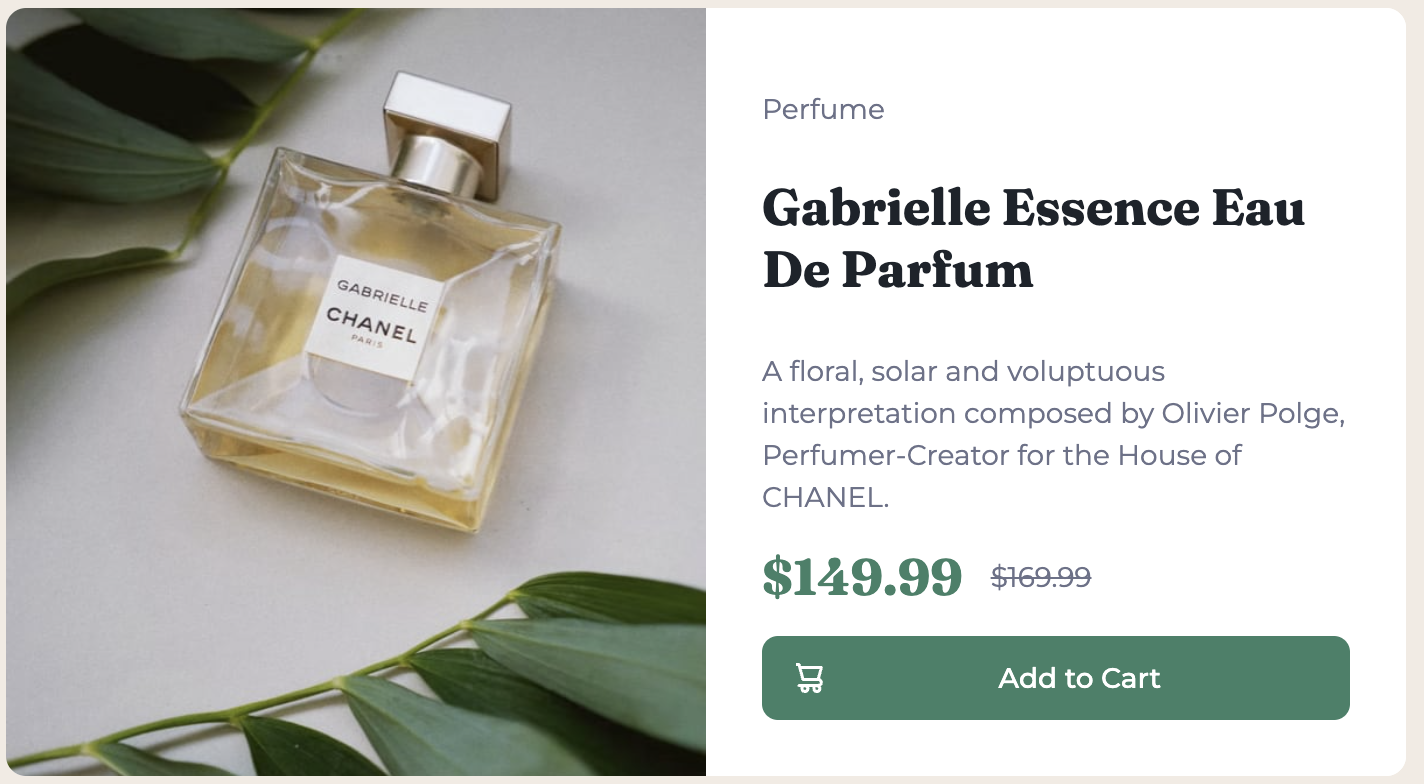 GABRIELLE
CHANEL
PARIS
Perfume
Gabrielle Essence Eau
De Parfum
A floral, solar and voluptuous
interpretation composed by Olivier Polge,
Perfumer-Creator for the House of
CHANEL.
$149.99 $169.99
Add to Cart